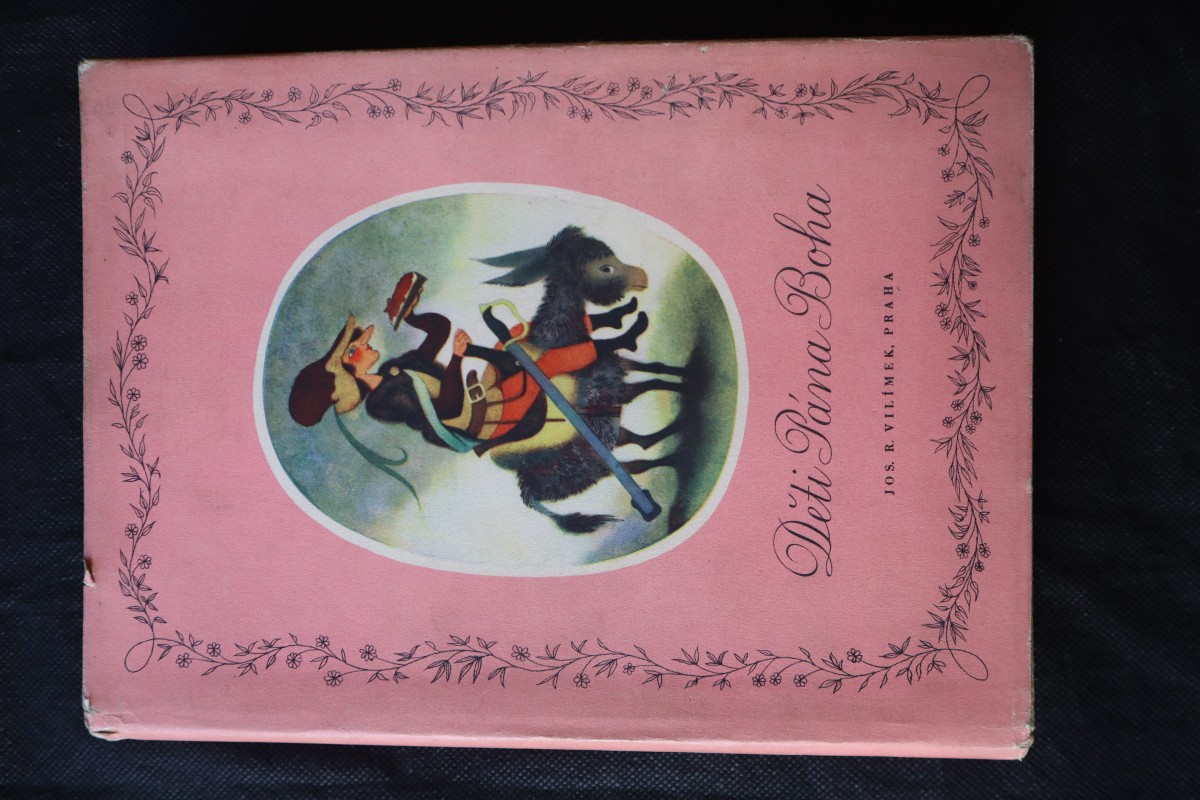 Děti Pána Boha
JOS. R. VILÍMEK, PRAHA